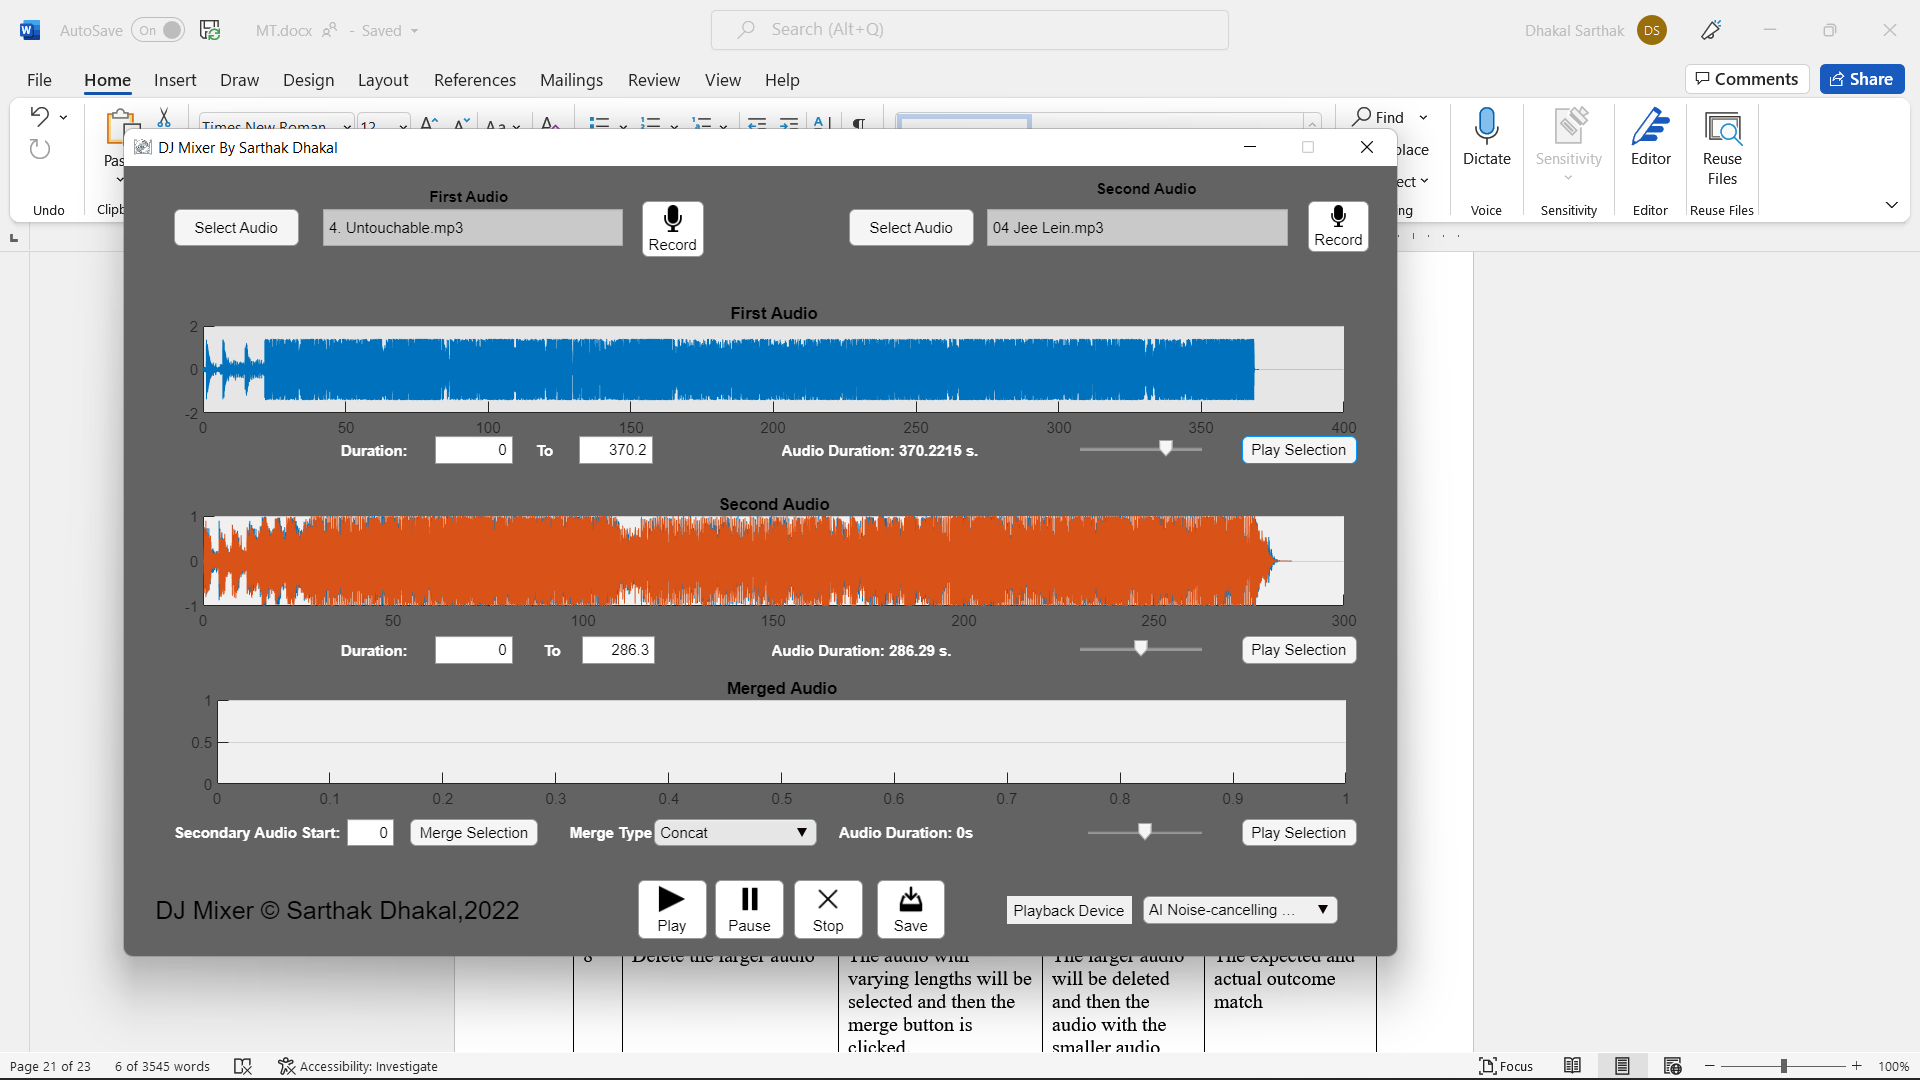 AutoSave On MT.docx - Saved Search (Alt+Q) Dhakal Sarthak DS
File Home Insert Draw Design Layout References Mailings Review View Help Comments Share
Times New Roman 12 Find
Dictate Sensitivity Editor Reuse Files
Undo Voice Sensitivity Editor Reuse Files
DJ Mixer By Sarthak Dhakal
First Audio Second Audio
Select Audio 4. Untouchable.mp3 Record Select Audio 04 Jee Lein.mp3 Record
First Audio
2
0
-2
0 50 100 150 200 250 300 350 400
Duration: 0 To 370.2 Audio Duration: 370.2215 s. Play Selection
Second Audio
1
0
-1
0 50 100 150 200 250 300
Duration: 0 To 286.3 Audio Duration: 286.29 s. Play Selection
Merged Audio
1
0.5
0
0 0.1 0.2 0.3 0.4 0.5 0.6 0.7 0.8 0.9 1
Secondary Audio Start: 0 Merge Selection Merge Type Concat Audio Duration: 0s Play Selection
DJ Mixer © Sarthak Dhakal,2022 Play Pause Stop Save Playback Device AI Noise-cancelling ...
8 Delete the larger audio The audio with The larger audio The expected and
varying lengths will be will be deleted actual outcome
selected and then the and then the match
merge button is audio with the
clicked smaller audio
Page 21 of 23 6 of 3545 words Accessibility: Investigate Focus 100%